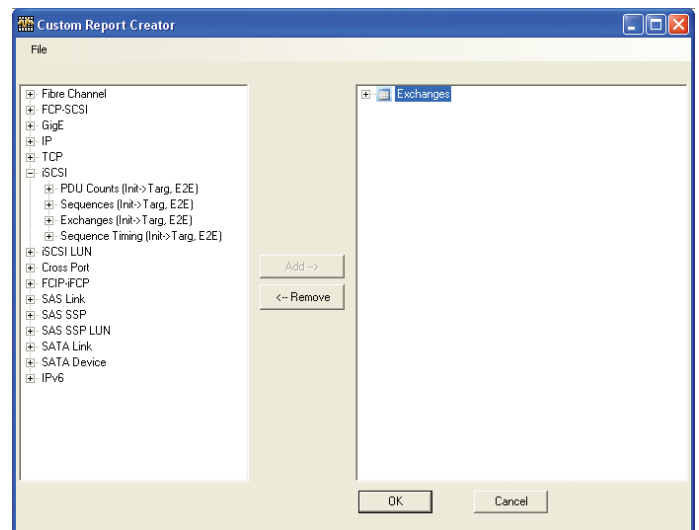 Custom Report Creator
File
Fibre Channel
FCP-SCSI
GigE
IP
TCP
iSCSI
PDU Counts (Init->Targ, E2E)
Sequences (Init->Targ, E2E)
Exchanges (Init->Targ, E2E)
Sequence Timing (Init->Targ, E2E)
iSCSI LUN
Cross Port
FCIP-iFCP
SAS Link
SAS SSP
SAS SSP LUN
SATA Link
SATA Device
IPv6
Add -->
<-- Remove
Exchanges
OK
Cancel